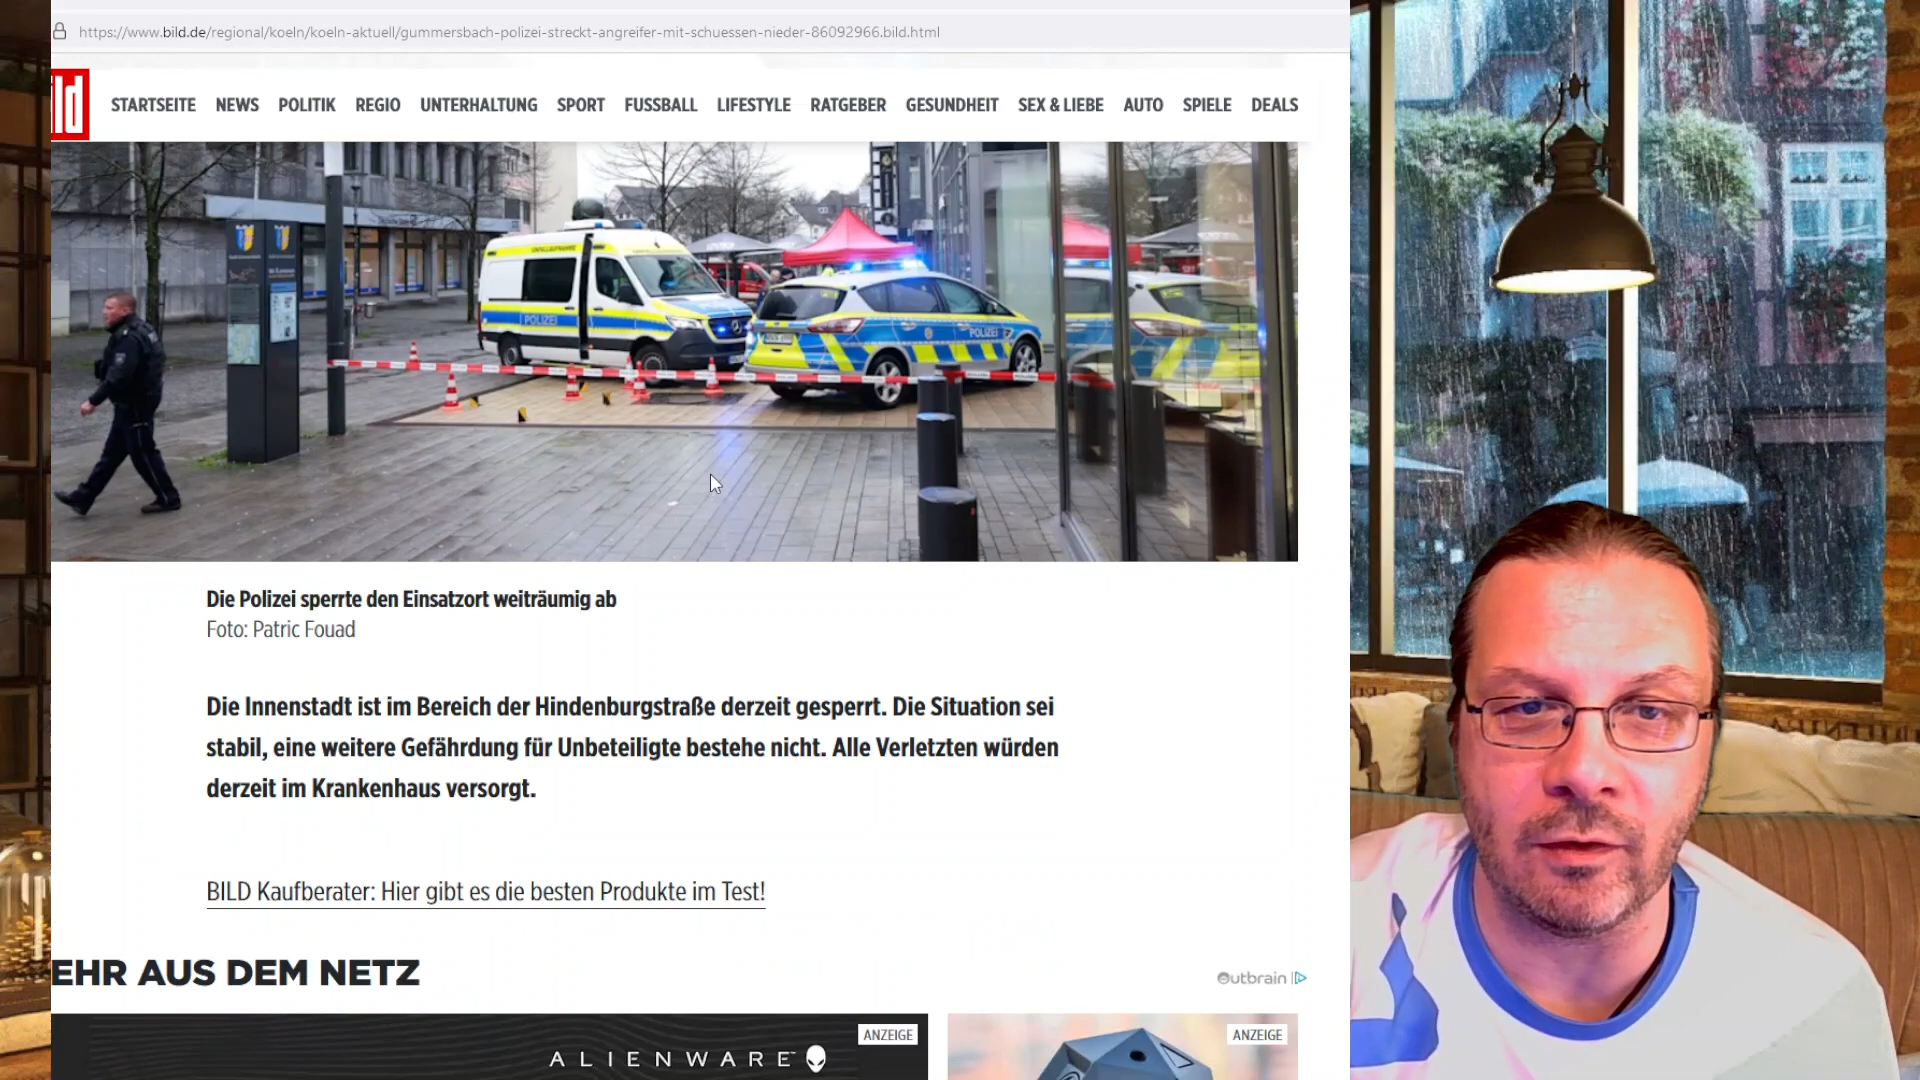 https://www.bild.de/regional/koeln/koeln-aktuell/gummersbach-polizei-streckt-angreifer-mit-schuessen-nieder-86092966.bild.html
ld
STARTSEITE NEWS POLITIK REGIO UNTERHALTUNG SPORT FUSSBALL LIFESTYLE RATGEBER GESUNDHEIT SEX & LIEBE AUTO SPIELE DEALS
UNFALLAUFNAHME
POLIZEI
POLIZEI
Die Polizei sperrte den Einsatzort weiträumig ab
Foto: Patric Fouad
Die Innenstadt ist im Bereich der Hindenburgstraße derzeit gesperrt. Die Situation sei
stabil, eine weitere Gefährdung für Unbeteiligte bestehe nicht. Alle Verletzten würden
derzeit im Krankenhaus versorgt.
BILD Kaufberater: Hier gibt es die besten Produkte im Test!
EHR AUS DEM NETZ
Outbrain
ANZEIGE
ANZEIGE
ALIENWARE